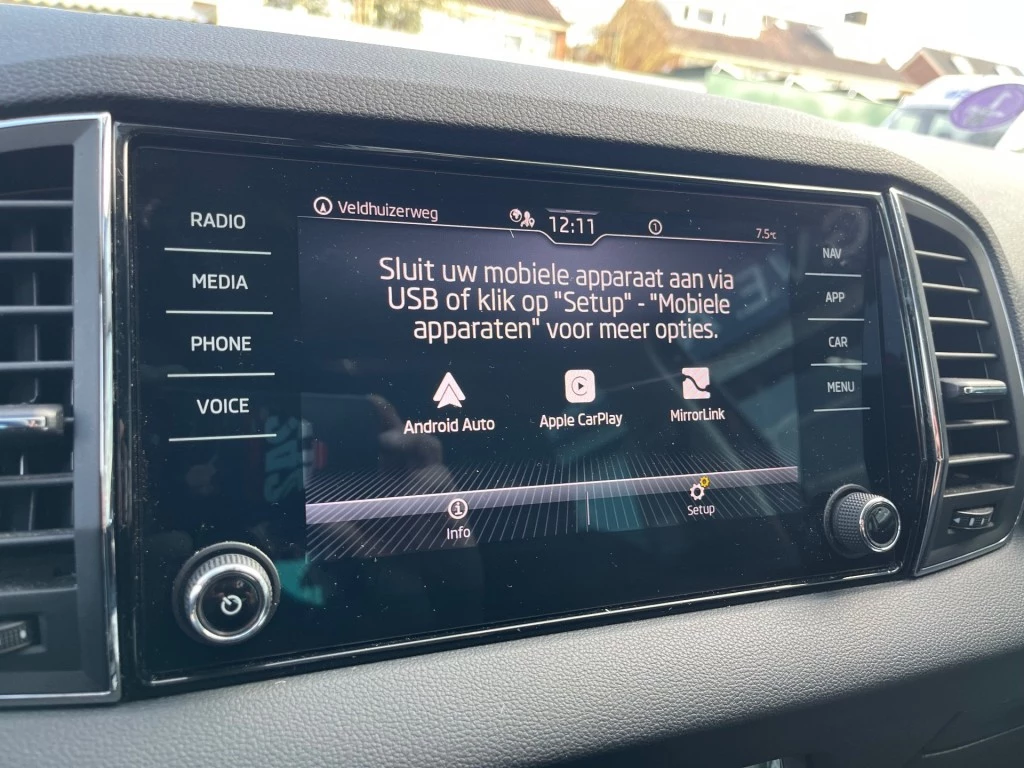 RADIO
MEDIA
PHONE
VOICE
Veldhuizerweg
12:11
1
7.5°C
Sluit uw mobiele apparaat aan via
USB of klik op "Setup" - "Mobiele
apparaten" voor meer opties.
Android Auto
Apple CarPlay
MirrorLink
Info
Setup
NAV
APP
CAR
MENU